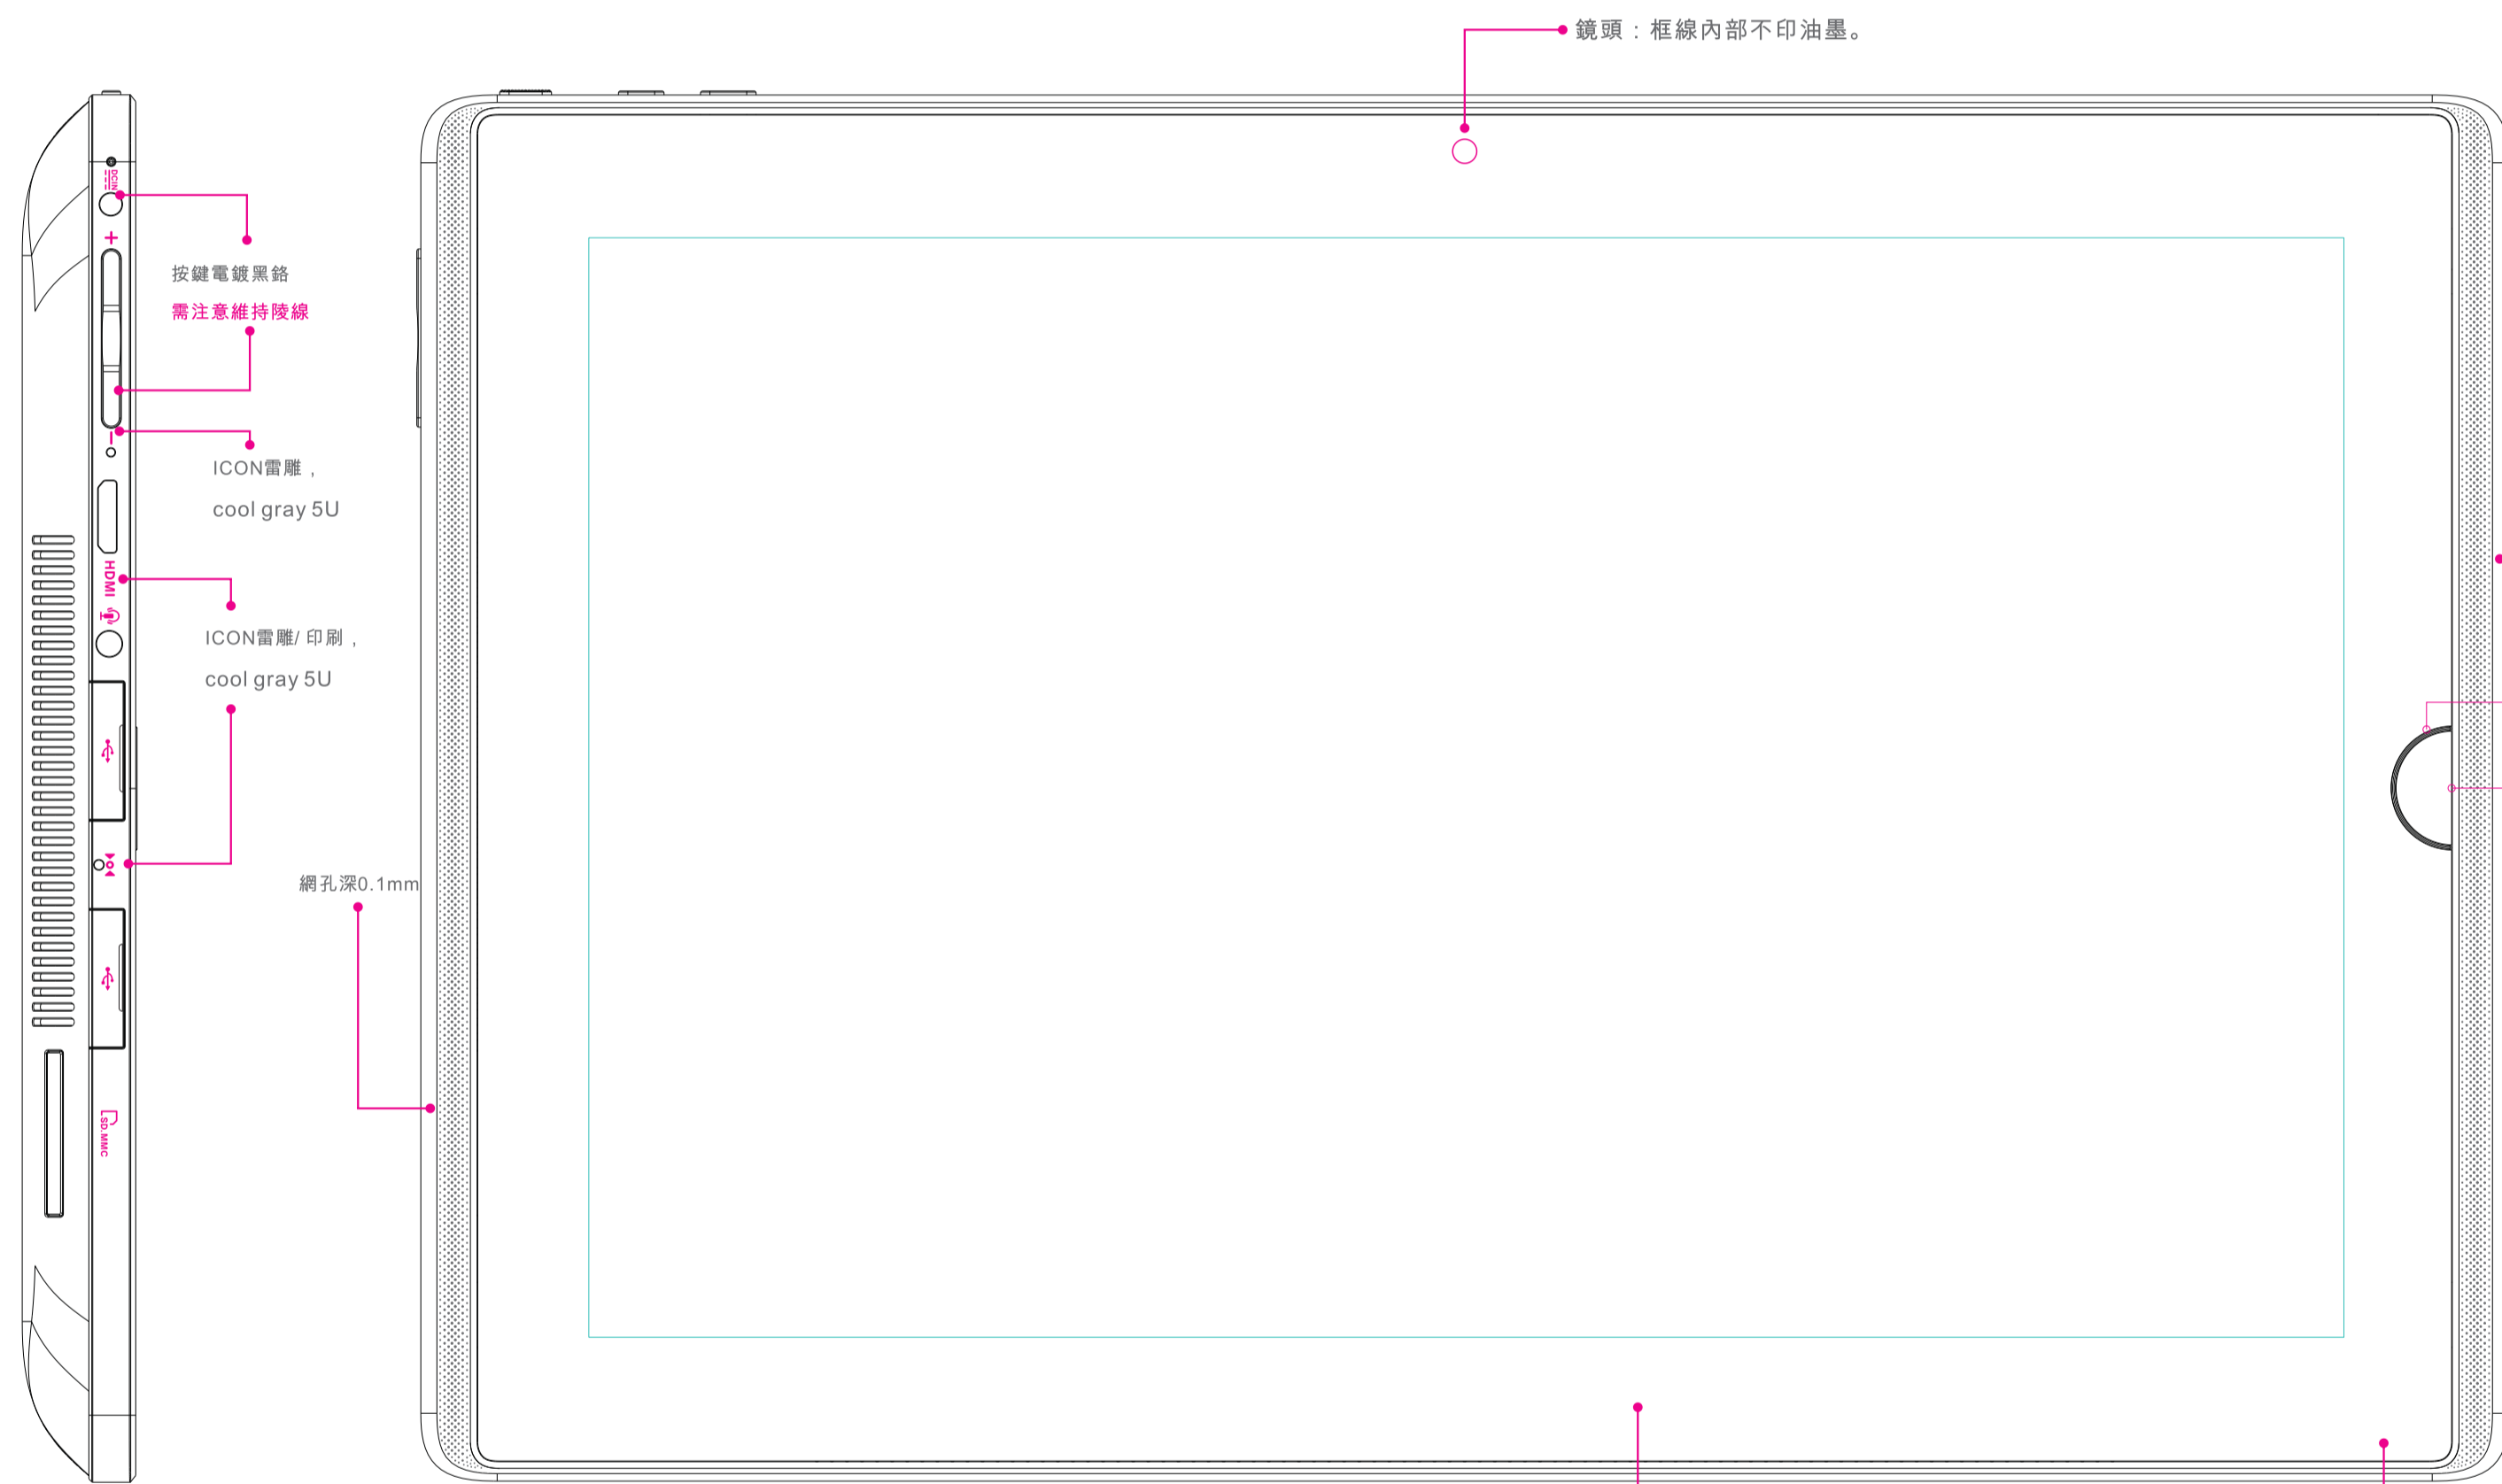 鏡頭：框線內部不印油墨。
DCIN
按鍵電鍍黑鉻
需注意維持陵線
ICON雷雕，
cool gray 5U
HDMI
ICON雷雕/ 印刷，
cool gray 5U
網孔深0.1mm
SD.MMC